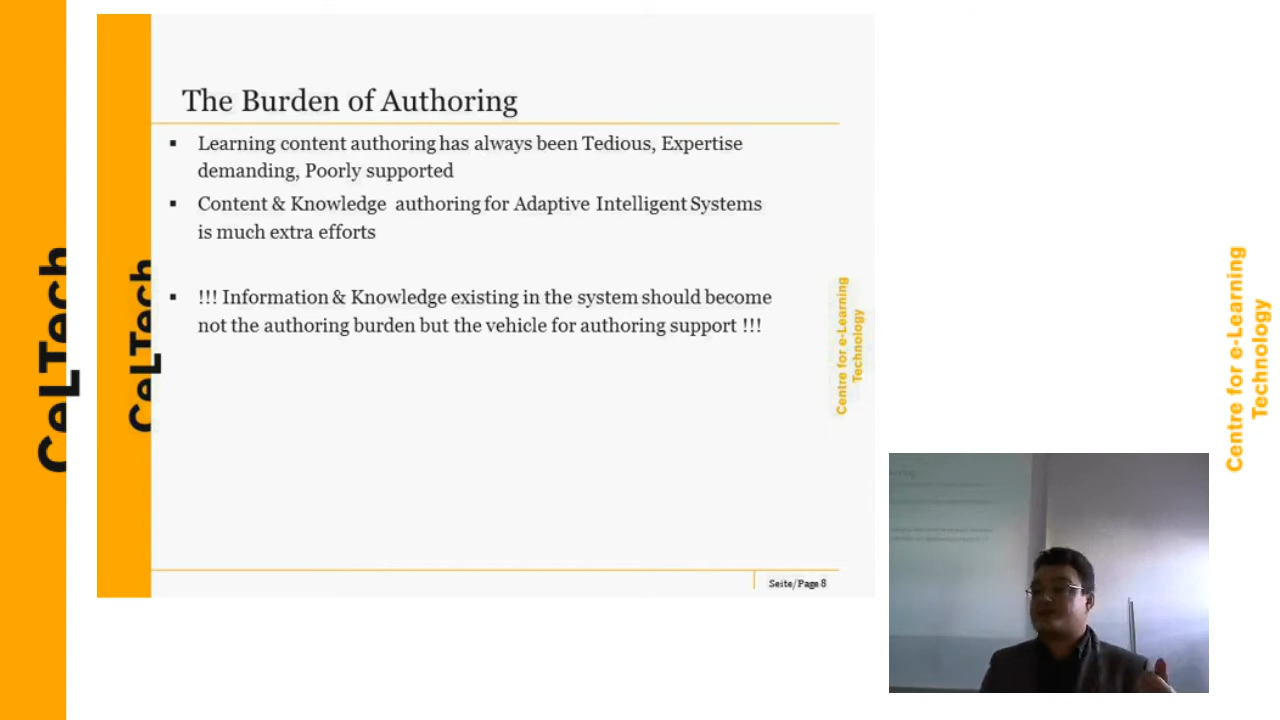 The Burden of Authoring
▪ Learning content authoring has always been Tedious, Expertise
demanding, Poorly supported
▪ Content & Knowledge authoring for Adaptive Intelligent Systems
is much extra efforts
▪ !!! Information & Knowledge existing in the system should become
not the authoring burden but the vehicle for authoring support !!!
Seite/Page 8
CeLTech
CeLTech
Centre for e-Learning
Technology
Centre for e-Learning
Technology